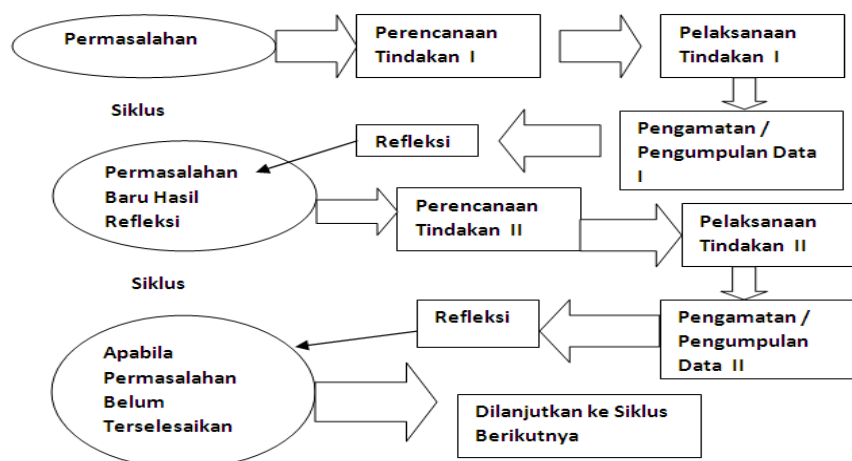 Permasalahan
Perencanaan
Tindakan I
Pelaksanaan
Tindakan I
Siklus
Refleksi
Pengamatan /
Pengumpulan Data
I
Permasalahan
Baru Hasil
Refleksi
Perencanaan
Tindakan II
Pelaksanaan
Tindakan II
Siklus
Refleksi
Pengamatan /
Pengumpulan
Data II
Apabila
Permasalahan
Belum
Terselesaikan
Dilanjutkan ke Siklus
Berikutnya